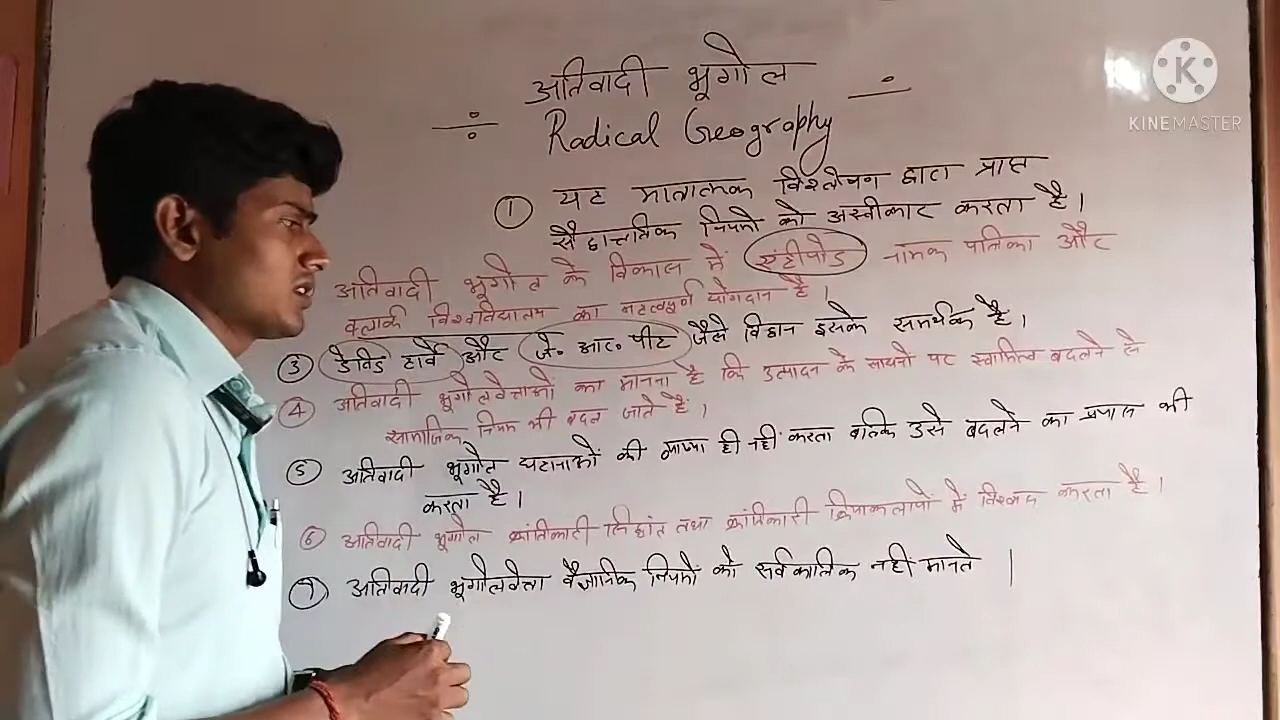 अतिवादी भूगोल
Radical Geography
KINEMASTER
① यह मात्रात्मक विश्लेषण द्वारा प्राप्त
सैद्धान्तिक नियमों को अस्वीकार करता है।
अतिवादी भूगोल के विकास में एंटीपोड नामक पत्रिका और
क्लार्क विश्वविद्यालय का महत्वपूर्ण योगदान है।
③ डेविड हार्वे और जे. आर. पीट जैसे विद्वान इसके समर्थक है।
④ अतिवादी भूगोलवेत्ताओं का मानना है कि उत्पादन के साधनों पर स्वामित्व बदलने से
सामाजिक नियम भी बदल जाते हैं।
⑤ अतिवादी भूगोल घटनाओं की व्याख्या ही नहीं करता बल्कि उसे बदलने का प्रयास भी
करता है।
⑥ अतिवादी भूगोल क्रांतिकारी सिद्धांत तथा क्रांतिकारी क्रियाकलापों में विश्वास करता है।
⑦ अतिवादी भूगोलवेत्ता वैज्ञानिक नियमों को सर्वकालिक नहीं मानते |